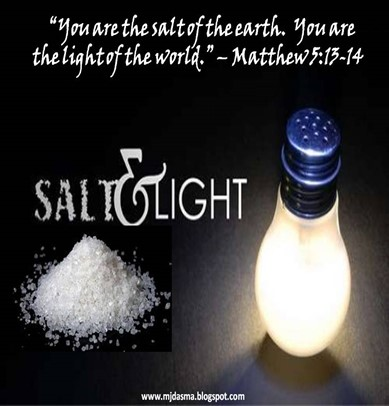 “You are the salt of the earth.  You are
the light of the world.” – Matthew 5:13-14
SALT & LIGHT
www.mjdasma.blogspot.com